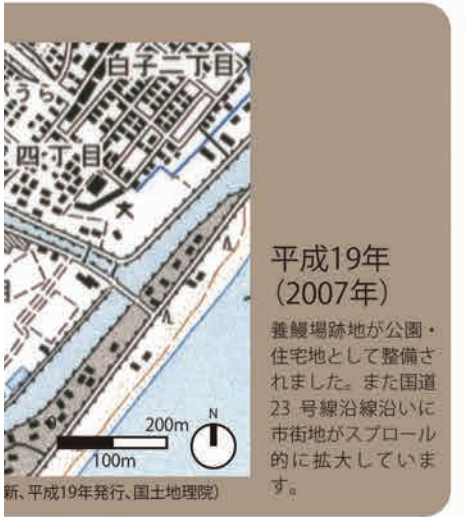 白子二丁目
うら
四丁目
平成19年
(2007年)
養鰻場跡地が公園・
住宅地として整備さ
れました。また国道
23 号線沿線沿いに
市街地がスプロール
的に拡大していま
す。
N
200m
100m
新、平成19年発行、国土地理院)